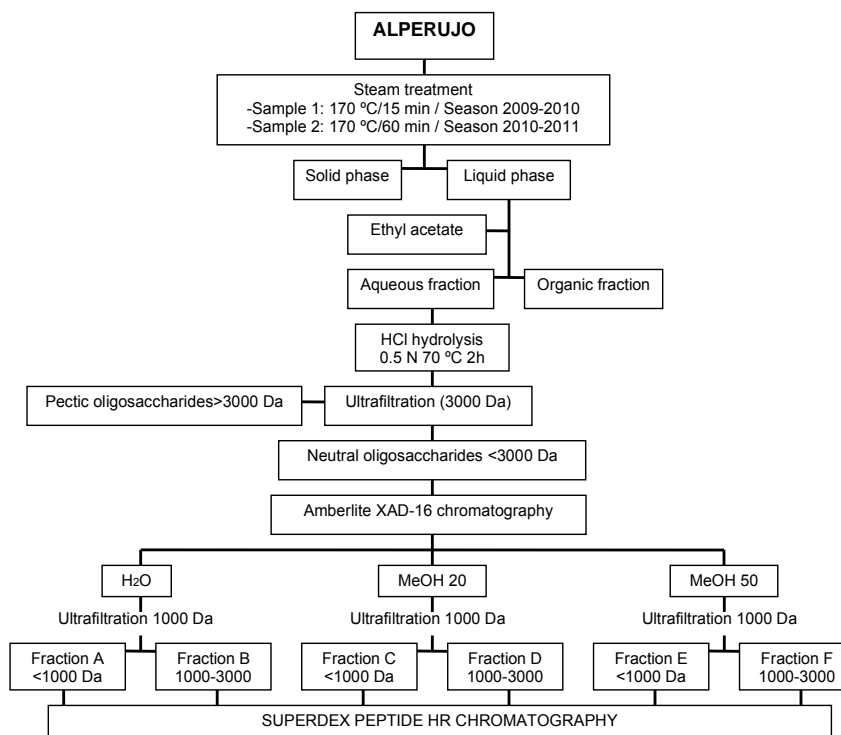 ALPERUJO
Steam treatment
-Sample 1: 170 ºC/15 min / Season 2009-2010
-Sample 2: 170 ºC/60 min / Season 2010-2011
Solid phase
Liquid phase
Ethyl acetate
Aqueous fraction
Organic fraction
HCl hydrolysis
0.5 N 70 ºC 2h
Pectic oligosaccharides>3000 Da
Ultrafiltration (3000 Da)
Neutral oligosaccharides <3000 Da
Amberlite XAD-16 chromatography
H2O
MeOH 20
MeOH 50
Ultrafiltration 1000 Da
Ultrafiltration 1000 Da
Ultrafiltration 1000 Da
Fraction A
<1000 Da
Fraction B
1000-3000
Fraction C
<1000 Da
Fraction D
1000-3000
Fraction E
<1000 Da
Fraction F
1000-3000
SUPERDEX PEPTIDE HR CHROMATOGRAPHY